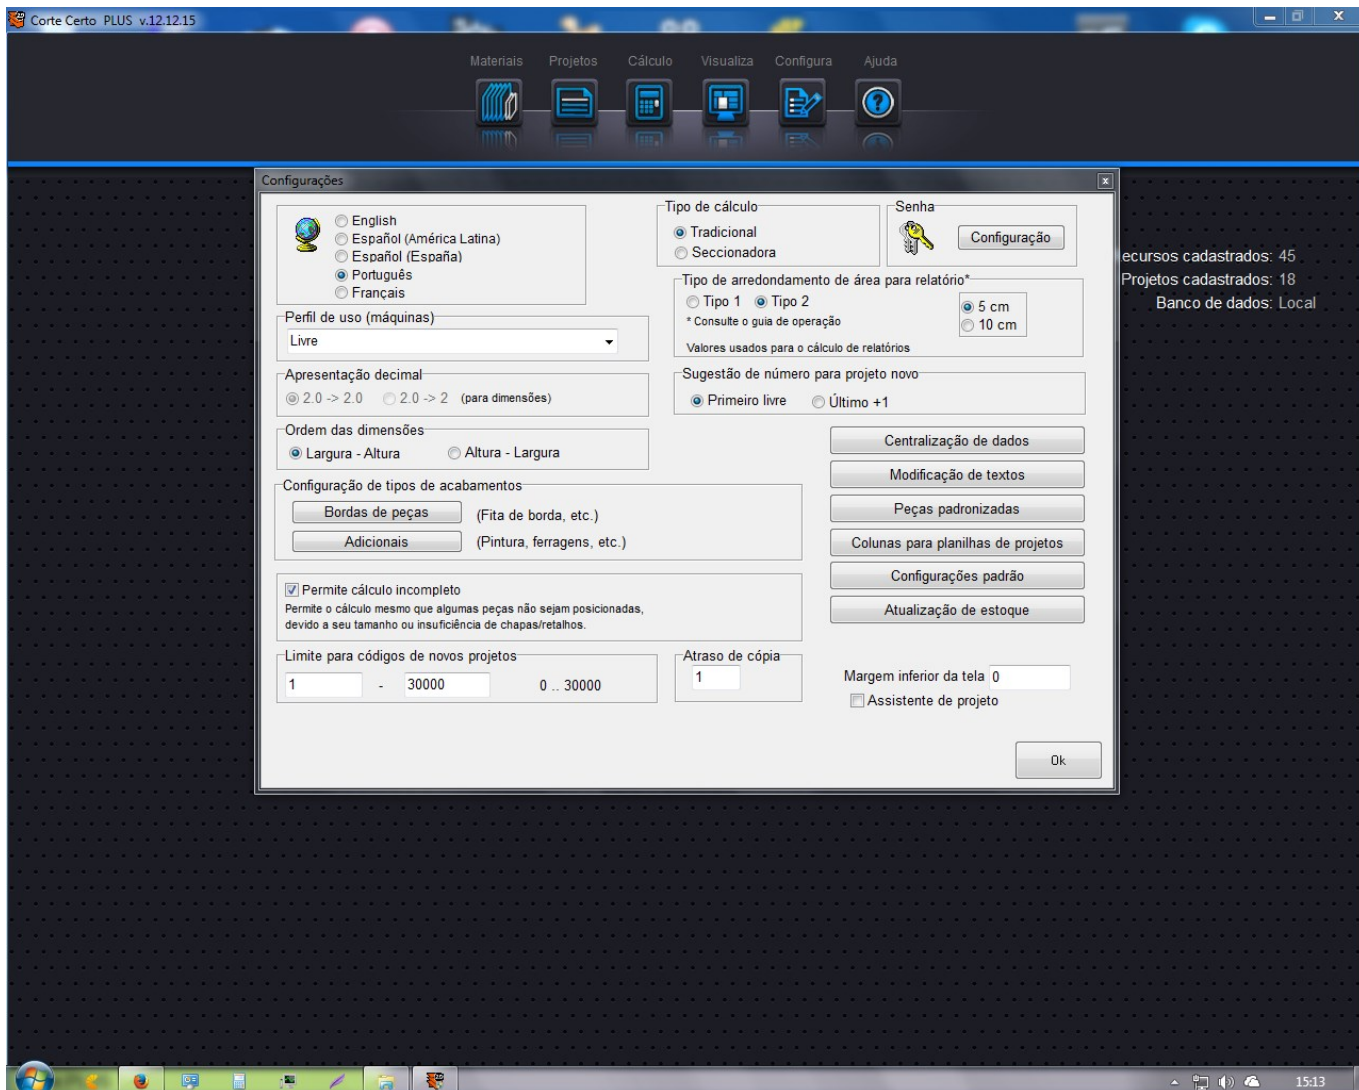 Corte Certo PLUS v.12.12.15
Materiais Projetos Cálculo Visualiza Configura Ajuda
Configurações
English
Español (América Latina)
Español (España)
Português
Français
Tipo de cálculo
Tradicional
Seccionadora
Senha
Configuração
ecursos cadastrados: 45
Projetos cadastrados: 18
Banco de dados: Local
Tipo de arredondamento de área para relatório*
Tipo 1 Tipo 2
* Consulte o guia de operação
5 cm
10 cm
Valores usados para o cálculo de relatórios
Perfil de uso (máquinas)
Livre
Apresentação decimal
2.0 -> 2.0 2.0 -> 2 (para dimensões)
Sugestão de número para projeto novo
Primeiro livre Último +1
Ordem das dimensões
Largura - Altura Altura - Largura
Centralização de dados
Modificação de textos
Peças padronizadas
Colunas para planilhas de projetos
Configurações padrão
Atualização de estoque
Configuração de tipos de acabamentos
Bordas de peças (Fita de borda, etc.)
Adicionais (Pintura, ferragens, etc.)
Permite cálculo incompleto
Permite o cálculo mesmo que algumas peças não sejam posicionadas,
devido a seu tamanho ou insuficiência de chapas/retalhos.
Limite para códigos de novos projetos
1 - 30000 0 .. 30000
Atraso de cópia
1
Margem inferior da tela 0
Assistente de projeto
Ok
15:13